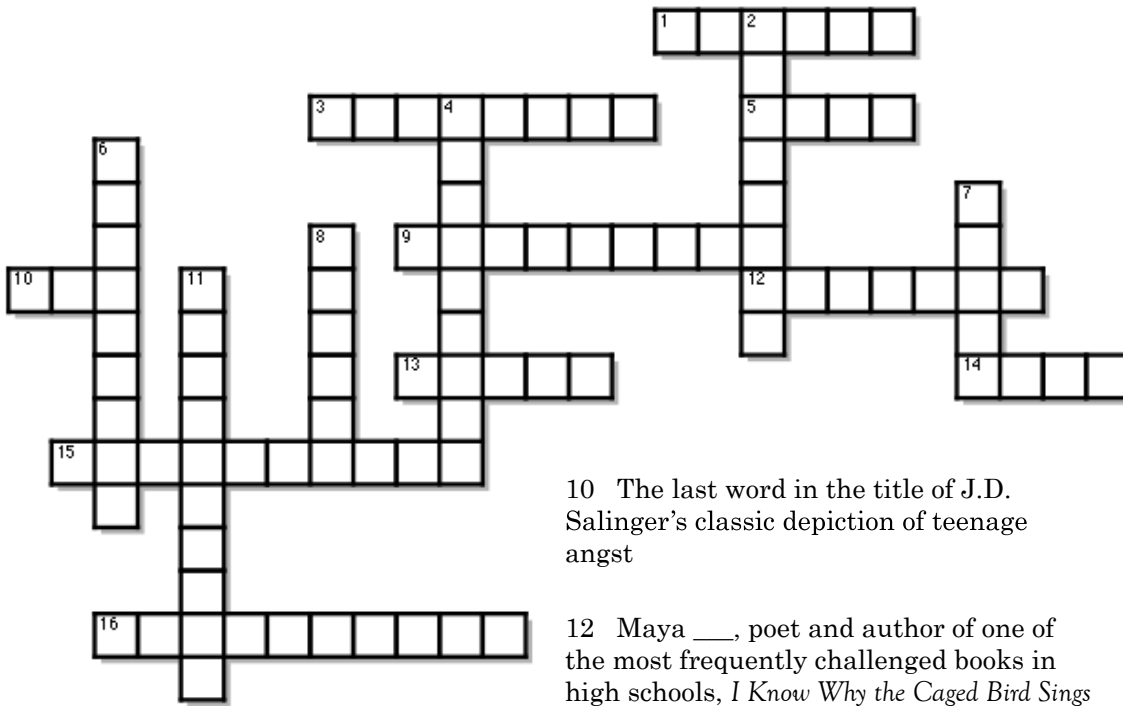 1 2
3 4 5
6
7
8 9
10 11 12
13 14
15
10 The last word in the title of J.D.
Salinger’s classic depiction of teenage
angst
16
12 Maya ___, poet and author of one of
the most frequently challenged books in
high schools, I Know Why the Caged Bird Sings